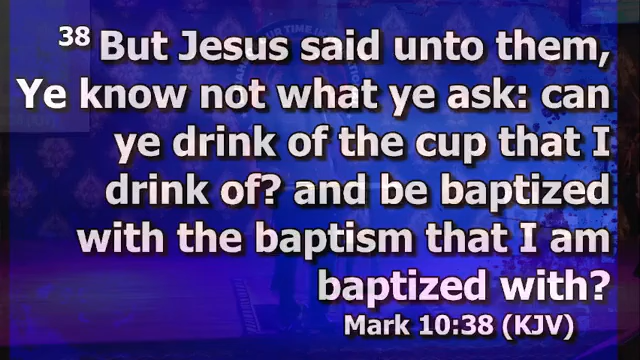 38 But Jesus said unto them,
Ye know not what ye ask: can
ye drink of the cup that I
drink of? and be baptized
with the baptism that I am
baptized with?
Mark 10:38 (KJV)